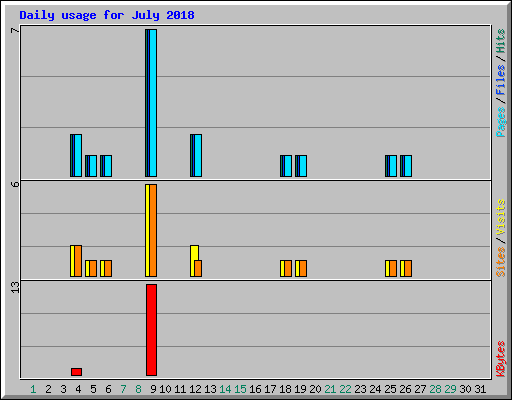 Daily usage for July 2018
7
Pages / Files / Hits
6
Sites / Visits
13
KBytes
1 2 3 4 5 6 7 8 9 10 11 12 13 14 15 16 17 18 19 20 21 22 23 24 25 26 27 28 29 30 31